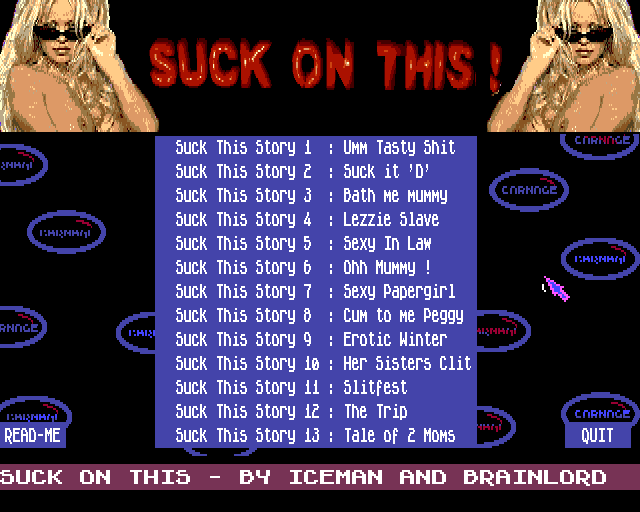 SUCK ON THIS !
Suck This Story 1 : Umm Tasty Shit
Suck This Story 2 : Suck it 'D'
Suck This Story 3 : Bath me mummy
Suck This Story 4 : Lezzie Slave
Suck This Story 5 : Sexy In Law
Suck This Story 6 : Ohh Mummy !
Suck This Story 7 : Sexy Papergirl
Suck This Story 8 : Cum to me Peggy
Suck This Story 9 : Erotic Winter
Suck This Story 10 : Her Sisters Clit
Suck This Story 11 : Slitfest
Suck This Story 12 : The Trip
Suck This Story 13 : Tale of 2 Moms
CARNAGE
CARNAGE
CARNAGE
CARNAGE
READ-ME
QUIT
SUCK ON THIS - BY ICEMAN AND BRAINLORD